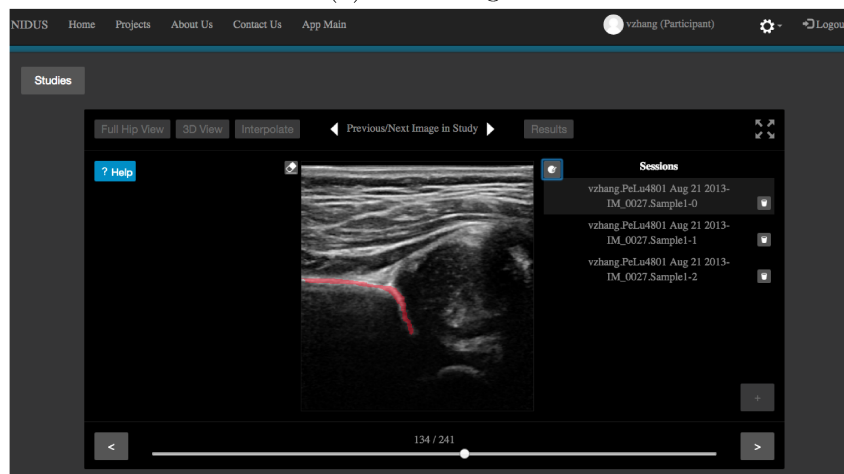 NIDUS Home Projects About Us Contact Us App Main vzhang (Participant)
Studies
Full Hip View 3D View Interpolate Previous/Next Image in Study Results
? Help
Sessions
vzhang.PeLu4801 Aug 21 2013-
IM_0027.Sample1-0
vzhang.PeLu4801 Aug 21 2013-
IM_0027.Sample1-1
vzhang.PeLu4801 Aug 21 2013-
IM_0027.Sample1-2
+
134 / 241
< >